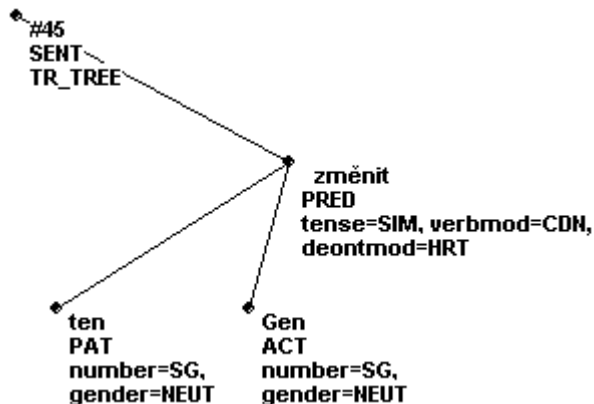 #45
SENT
TR_TREE
změnit
PRED
tense=SIM, verbmod=CDN,
deontmod=HRT
ten
PAT
number=SG,
gender=NEUT
Gen
ACT
number=SG,
gender=NEUT